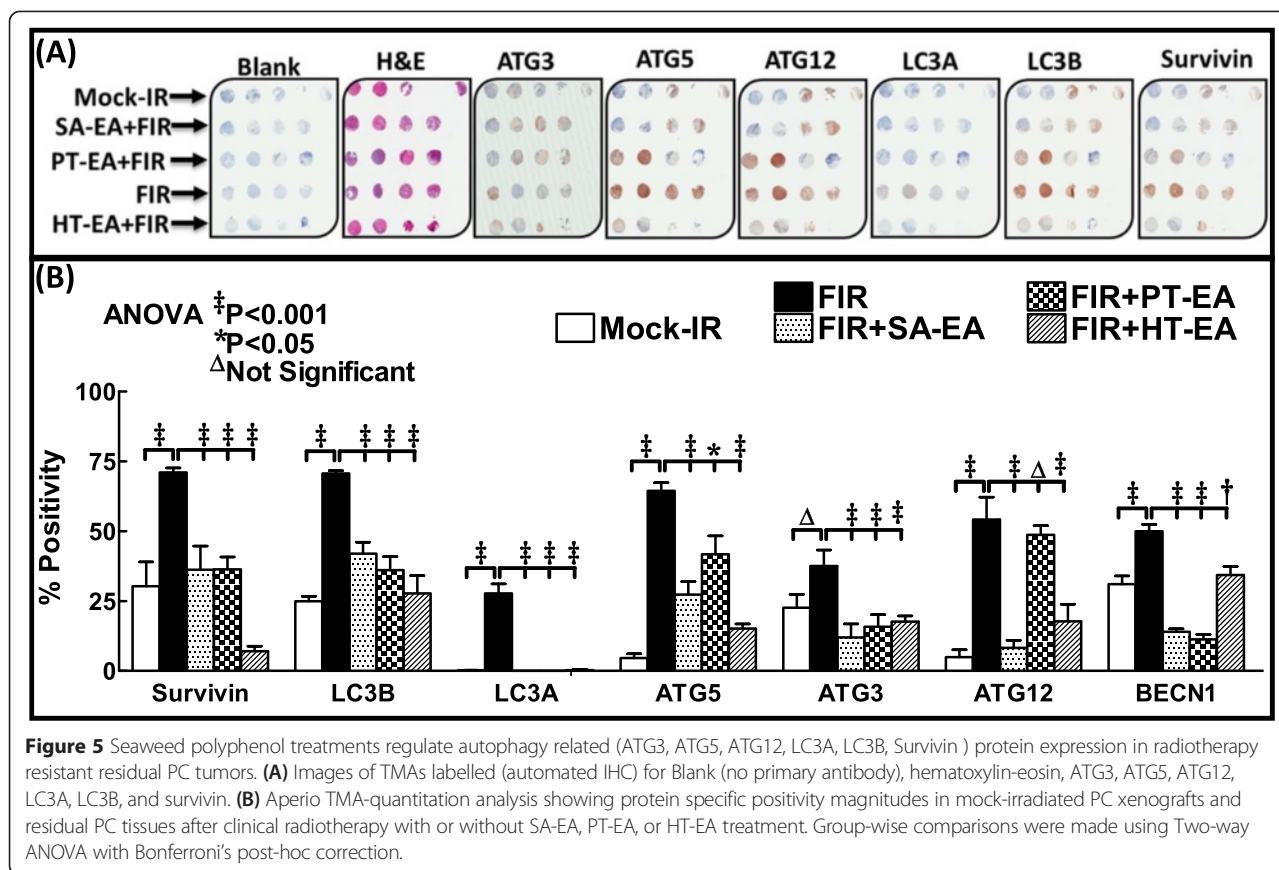 (A)
Blank H&E ATG3 ATG5 ATG12 LC3A LC3B Survivin
Mock-IR
SA-EA+FIR
PT-EA+FIR
FIR
HT-EA+FIR
(B)
ANOVA ‡P<0.001
*P<0.05
ΔNot Significant
Mock-IR
FIR
FIR+SA-EA
FIR+PT-EA
FIR+HT-EA
% Positivity
100
75
50
25
0
‡ ‡ ‡ ‡ ‡ ‡ ‡ ‡ ‡ ‡ ‡ ‡ ‡ ‡ * ‡ Δ ‡ ‡ ‡ ‡ ‡ Δ ‡ ‡ ‡ ‡ †
Survivin LC3B LC3A ATG5 ATG3 ATG12 BECN1
Figure 5 Seaweed polyphenol treatments regulate autophagy related (ATG3, ATG5, ATG12, LC3A, LC3B, Survivin ) protein expression in radiotherapy
resistant residual PC tumors. (A) Images of TMAs labelled (automated IHC) for Blank (no primary antibody), hematoxylin-eosin, ATG3, ATG5, ATG12,
LC3A, LC3B, and survivin. (B) Aperio TMA-quantitation analysis showing protein specific positivity magnitudes in mock-irradiated PC xenografts and
residual PC tissues after clinical radiotherapy with or without SA-EA, PT-EA, or HT-EA treatment. Group-wise comparisons were made using Two-way
ANOVA with Bonferroni's post-hoc correction.